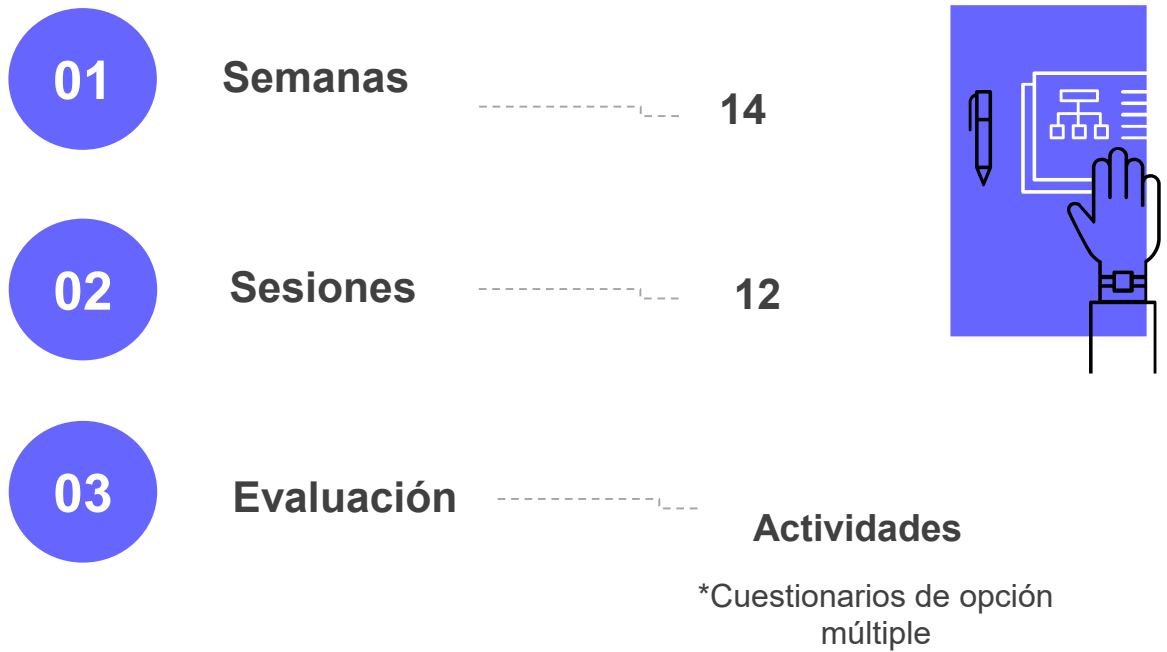 01
Semanas
14
02
Sesiones
12
03
Evaluación
Actividades
*Cuestionarios de opción
múltiple